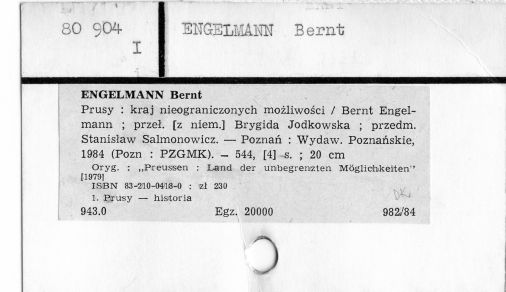 80 904
I
ENGELMANN Bernt
ENGELMANN Bernt
Prusy : kraj nieograniczonych możliwości / Bernt Engel-
mann ; przeł. [z niem.] Brygida Jodkowska ; przedm.
Stanisław Salmonowicz. — Poznań : Wydaw. Poznańskie,
1984 (Pozn : PZGMK). – 544, [4] s. ; 20 cm
Oryg. : „Preussen : Land der unbegrenzten Möglichkeiten"
[1979]
ISBN 83-210-0418-0 : zł 230
1. Prusy — historia
943.0 Egz. 20000 982/84